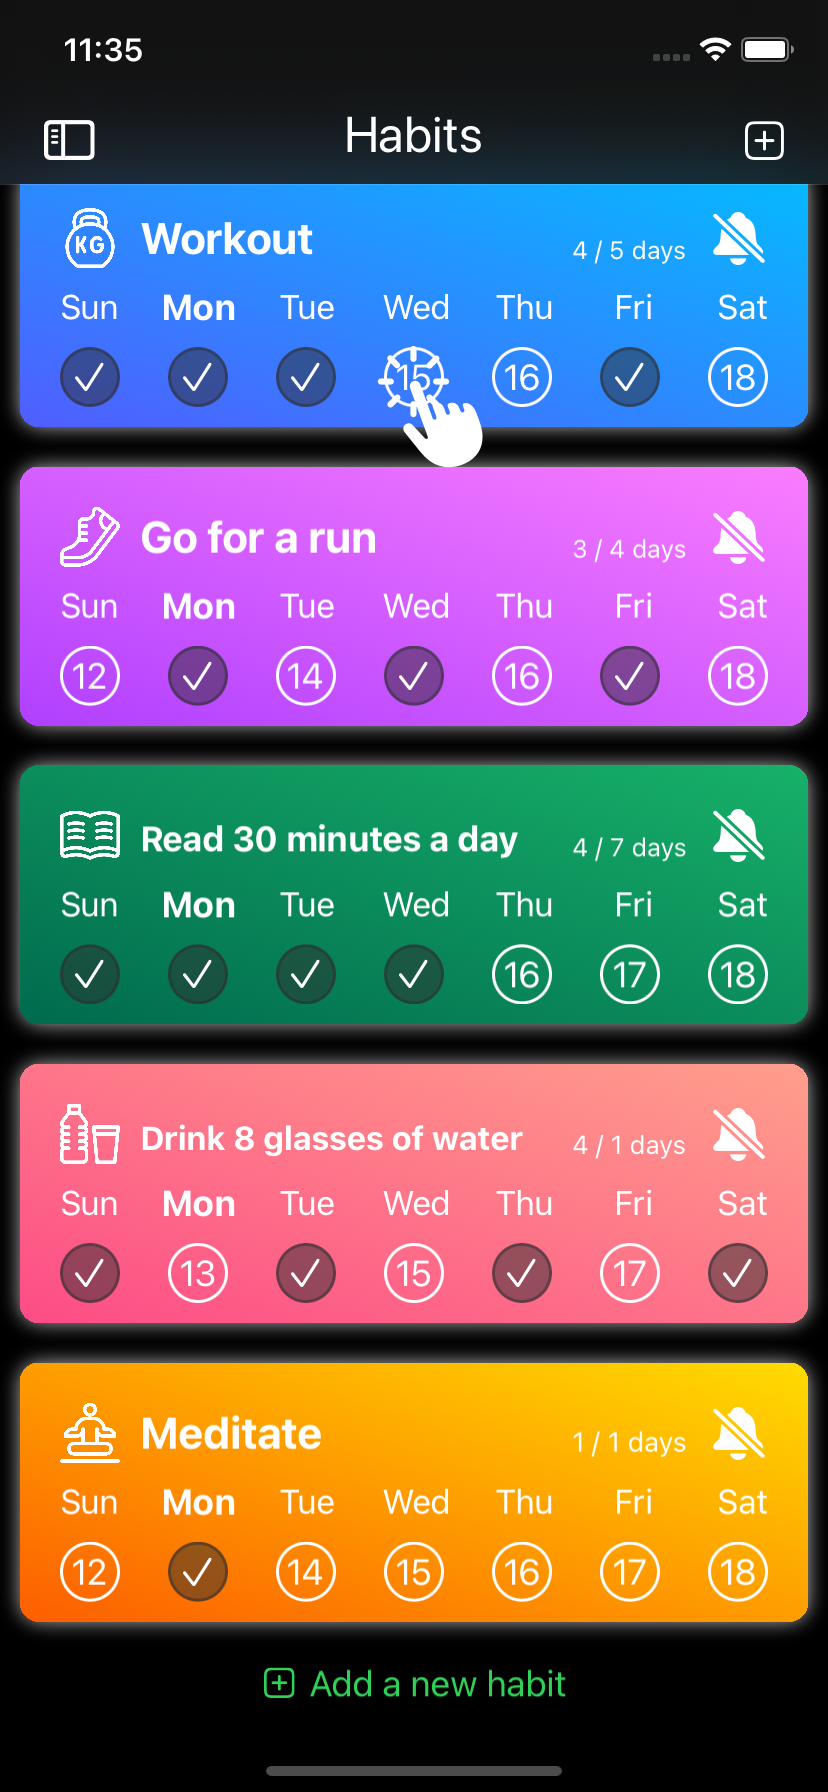 11:35
Habits
KG
Workout
4 / 5 days
Sun Mon Tue Wed Thu Fri Sat
15 16 18
Go for a run
3 / 4 days
Sun Mon Tue Wed Thu Fri Sat
12 14 16 18
Read 30 minutes a day
4 / 7 days
Sun Mon Tue Wed Thu Fri Sat
16 17 18
Drink 8 glasses of water
4 / 1 days
Sun Mon Tue Wed Thu Fri Sat
13 15 17
Meditate
1 / 1 days
Sun Mon Tue Wed Thu Fri Sat
12 14 15 16 17 18
Add a new habit